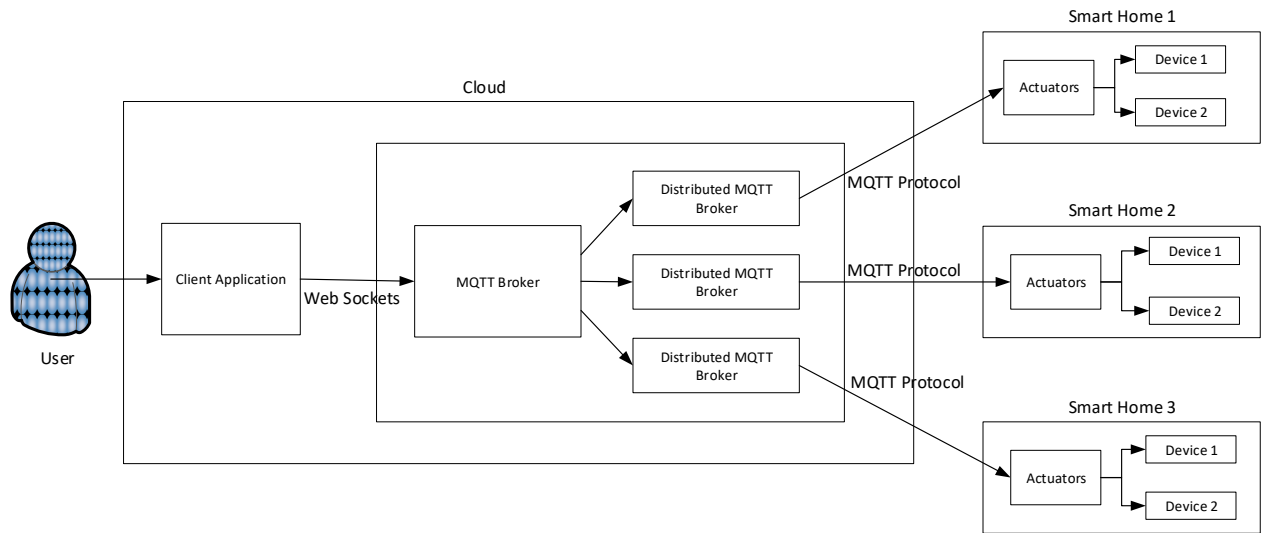 Smart Home 1
Actuators
Device 1
Device 2
Cloud
User
Client Application
Web Sockets
MQTT Broker
Distributed MQTT
Broker
Distributed MQTT
Broker
Distributed MQTT
Broker
MQTT Protocol
MQTT Protocol
MQTT Protocol
Smart Home 2
Actuators
Device 1
Device 2
Smart Home 3
Actuators
Device 1
Device 2